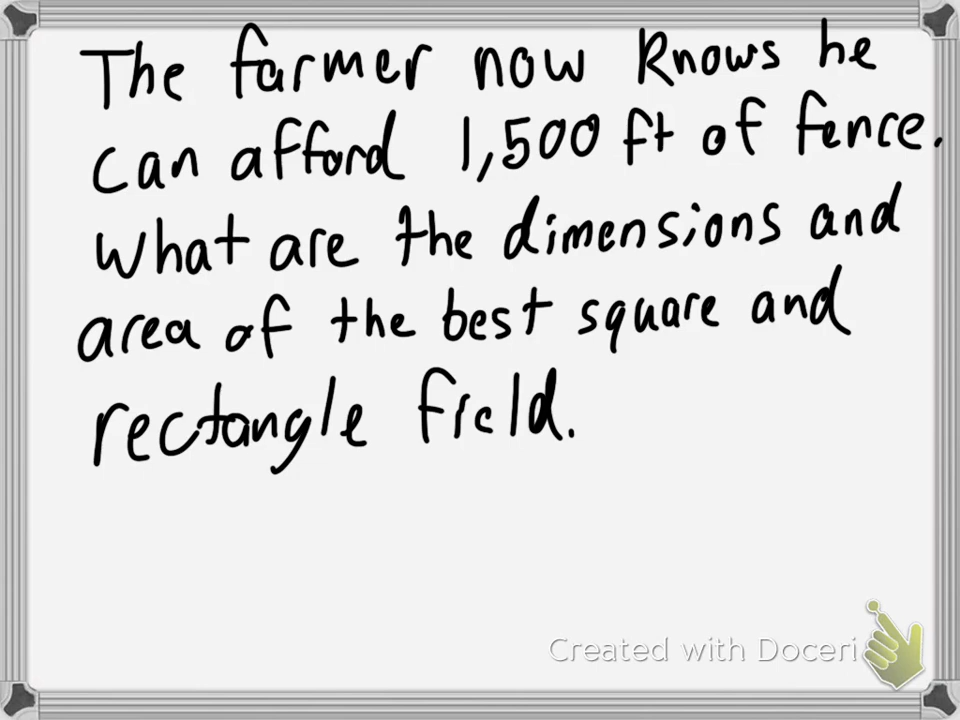 The farmer now knows he
can afford 1,500 ft of fence.
What are the dimensions and
area of the best square and
rectangle field.
Created with Doceri